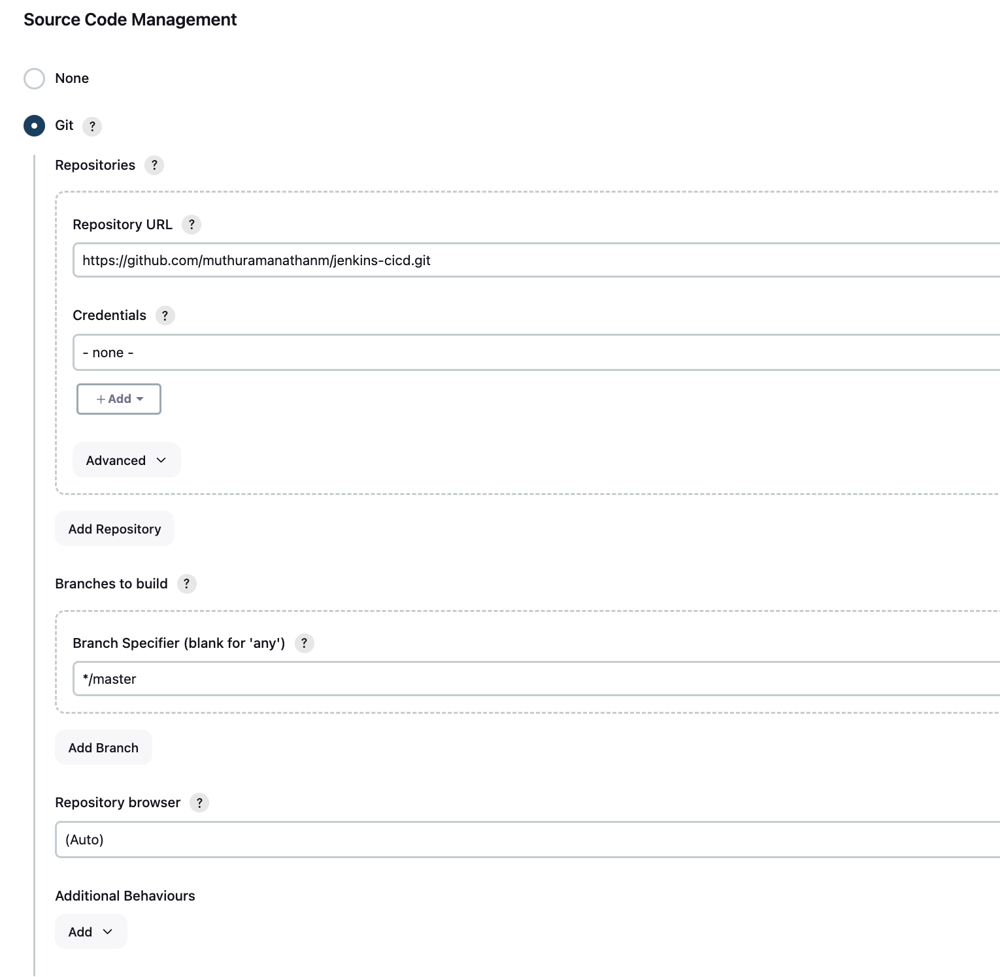 Source Code Management
None
Git ?
Repositories ?
Repository URL ?
https://github.com/muthuramanathanm/jenkins-cicd.git
Credentials ?
- none -
+ Add
Advanced
Add Repository
Branches to build ?
Branch Specifier (blank for 'any') ?
*/master
Add Branch
Repository browser ?
(Auto)
Additional Behaviours
Add